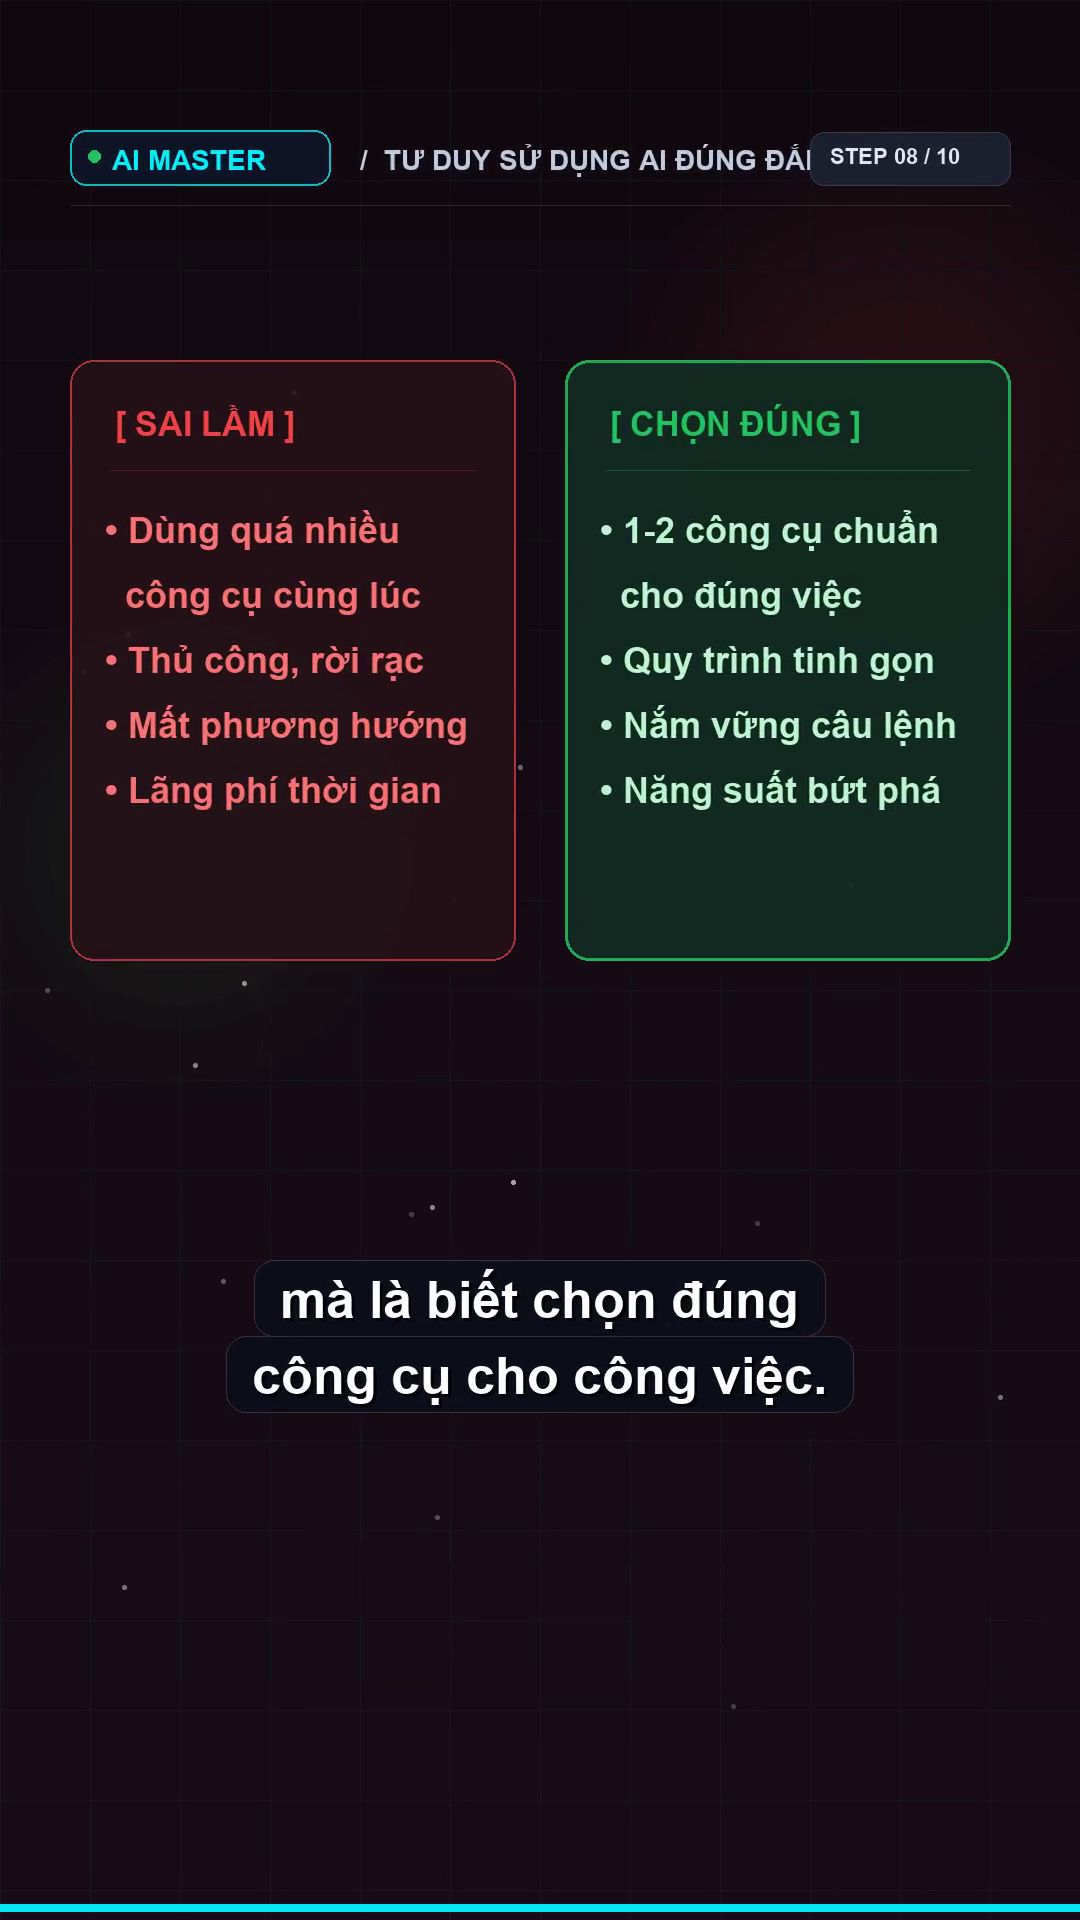 AI MASTER / TƯ DUY SỬ DỤNG AI ĐÚNG STEP 08 / 10
[ SAI LẦM ]
• Dùng quá nhiều
công cụ cùng lúc
• Thủ công, rời rạc
• Mất phương hướng
• Lãng phí thời gian
[ CHỌN ĐÚNG ]
• 1-2 công cụ chuẩn
cho đúng việc
• Quy trình tinh gọn
• Nắm vững câu lệnh
• Năng suất bứt phá
mà là biết chọn đúng
công cụ cho công việc.